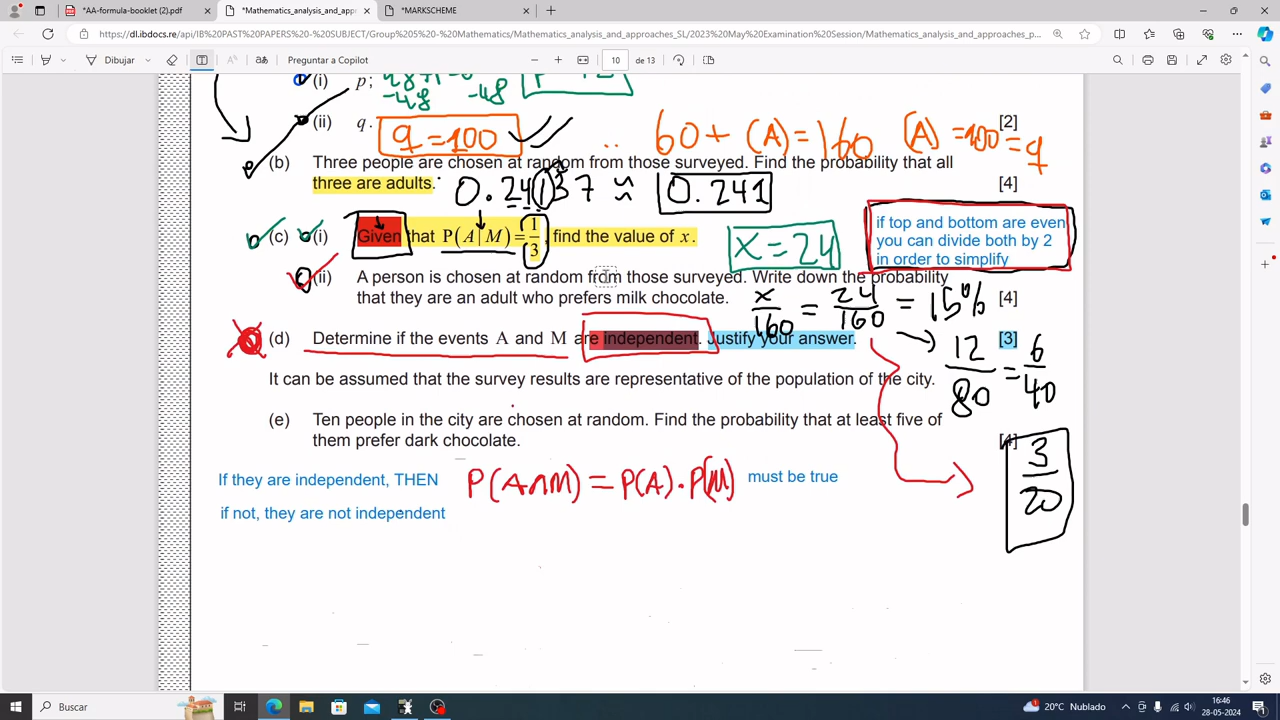 *AA-formula-booklet (2).pdf
*Mathematics_analysis_and_app
*MARKSCHEME
https://dl.ibdocs.re/api/IB%20PAST%20PAPERS%20-%20SUBJECT/Group%205%20-%20Mathematics/Mathematics_analysis_and_approaches_SL/2023%20May%20Examination%20Session/Mathematics_analysis_and_approaches_p...
Dibujar
Preguntar a Copilot
10
de 13
(i) p;
-48 -48
(ii) q. [2]
q = 100
.. 60 + (A) = 160 (A) = 100 = q
(b) Three people are chosen at random from those surveyed. Find the probability that all
three are adults. [4]
0.24137 ≈ 0.241
(c) (i) Given that P(A|M) = 1/3, find the value of x.
x = 24
if top and bottom are even
you can divide both by 2
in order to simplify
(ii) A person is chosen at random from those surveyed. Write down the probability
that they are an adult who prefers milk chocolate. [4]
x/160 = 24/160 = 15%
(d) Determine if the events A and M are independent. Justify your answer. [3]
12/80 = 6/40
It can be assumed that the survey results are representative of the population of the city.
(e) Ten people in the city are chosen at random. Find the probability that at least five of
them prefer dark chocolate. [4]
3/20
If they are independent, THEN P(A∩M) = P(A) · P(M) must be true
if not, they are not independent
Buscar
20°C Nublado
16:46
28-05-2024